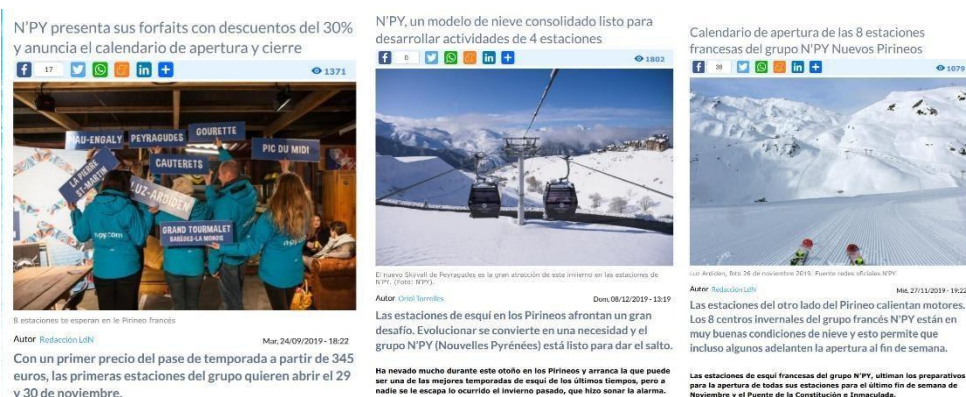 N'PY presenta sus forfaits con descuentos del 30%
y anuncia el calendario de apertura y cierre
17
1371
PAU-ENGALY
PEYRAGUDES
GOURETTE
PIC DU MIDI
CAUTERETS
LA PIERRE
ST-MARTIN
LUZ-ARDIDEN
GRAND TOURMALET
BARÈGES-LA MONGIE
8 estaciones te esperan en le Pirineo francés
Autor Redacción LdN
Mar, 24/09/2019 - 18:22
Con un primer precio del pase de temporada a partir de 345
euros, las primeras estaciones del grupo quieren abrir el 29
y 30 de noviembre.
N'PY, un modelo de nieve consolidado listo para
desarrollar actividades de 4 estaciones
0
1802
El nuevo Skyvall de Peyragudes es la gran atracción de este invierno en las estaciones de
N'PY. (Foto: N'PY).
Autor Oriol Torrelles
Dom, 08/12/2019 - 13:19
Las estaciones de esquí en los Pirineos afrontan un gran
desafío. Evolucionar se convierte en una necesidad y el
grupo N'PY (Nouvelles Pyrénées) está listo para dar el salto.
Ha nevado mucho durante este otoño en los Pirineos y arranca la que puede
ser una de las mejores temporadas de esquí de los últimos tiempos, pero a
nadie se le escapa lo ocurrido el invierno pasado, que hizo sonar la alarma.
Calendario de apertura de las 8 estaciones
francesas del grupo N'PY Nuevos Pirineos
38
1079
Luz Ardiden, foto 26 de noviembre 2019. Fuente redes oficiales N'PY
Autor Redacción LdN
Mié, 27/11/2019 - 19:22
Las estaciones del otro lado del Pirineo calientan motores.
Los 8 centros invernales del grupo francés N'PY están en
muy buenas condiciones de nieve y esto permite que
incluso algunos adelanten la apertura al fin de semana.
Las estaciones de esquí francesas del grupo N'PY, ultiman los preparativos
para la apertura de todas sus estaciones para el último fin de semana de
Noviembre y el Puente de la Constitución e Inmaculada.